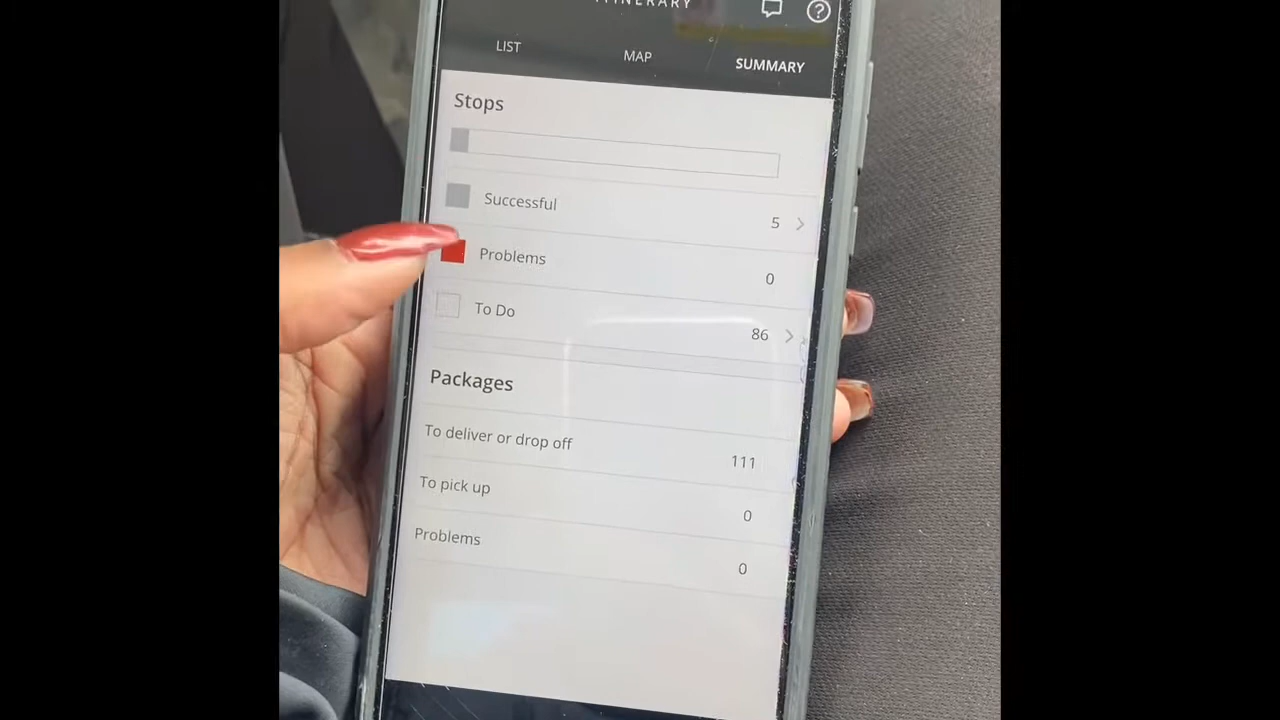 ITINERARY
?
LIST MAP SUMMARY
Stops
Successful 5
Problems 0
To Do 86
Packages
To deliver or drop off 111
To pick up 0
Problems 0